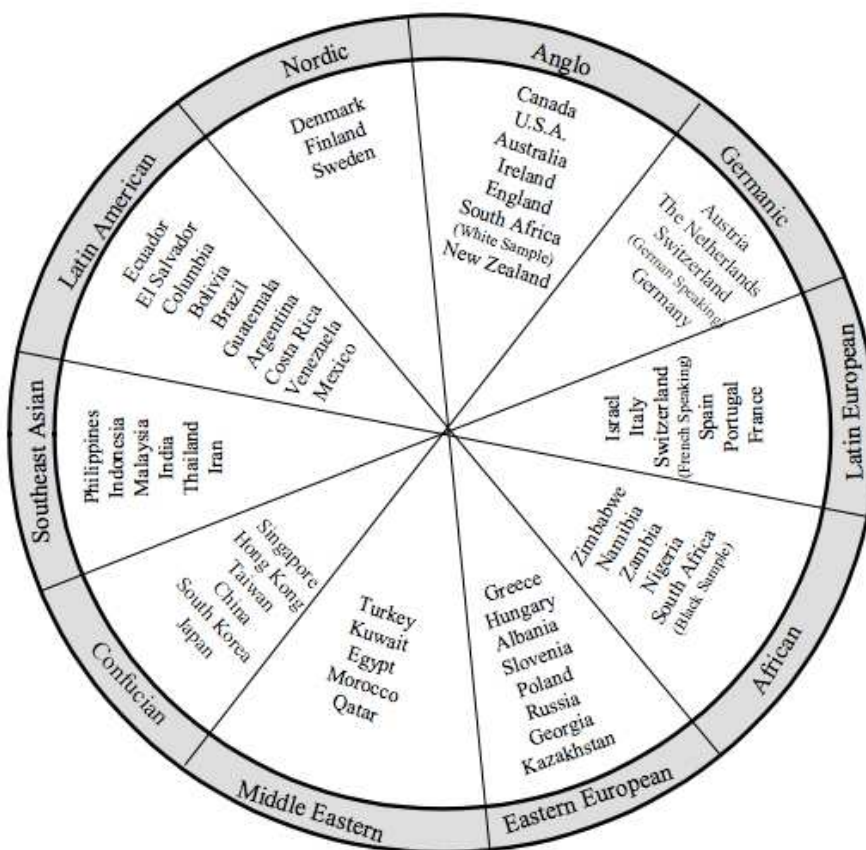 Nordic
Denmark
Finland
Sweden
Anglo
Canada
U.S.A.
Australia
Ireland
England
South Africa
(White Sample)
New Zealand
Germanic
Austria
The Netherlands
Switzerland
(German Speaking)
Germany
Latin European
Israel
Italy
Switzerland
(French Speaking)
Spain
Portugal
France
African
Zimbabwe
Namibia
Zambia
Nigeria
South Africa
(Black Sample)
Eastern European
Greece
Hungary
Albania
Slovenia
Poland
Russia
Georgia
Kazakhstan
Middle Eastern
Turkey
Kuwait
Egypt
Morocco
Qatar
Confucian
Singapore
Hong Kong
Taiwan
China
South Korea
Japan
Southeast Asian
Philippines
Indonesia
Malaysia
India
Thailand
Iran
Latin American
Ecuador
El Salvador
Columbia
Bolivia
Brazil
Guatemala
Argentina
Costa Rica
Venezuela
Mexico